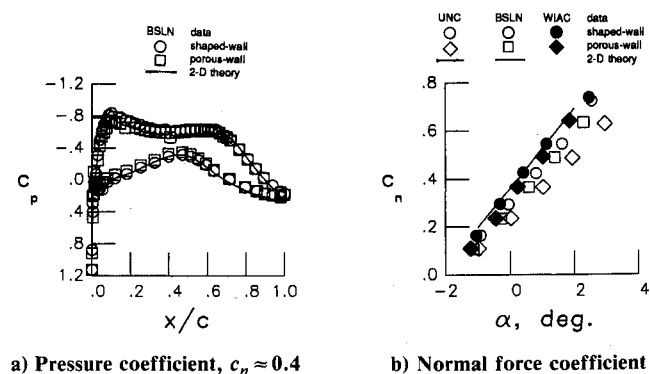 BSLN data
shaped-wall
porous-wall
2-D theory
-1.2
-.8
-.4
.0
.4
.8
1.2
C p
.0 .2 .4 .6 .8 1.0
x/c
a) Pressure coefficient, cn ≈ 0.4
UNC BSLN WIAC data
shaped-wall
porous-wall
2-D theory
.8
.6
.4
.2
.0
C n
-2 0 2 4
α, deg.
b) Normal force coefficient